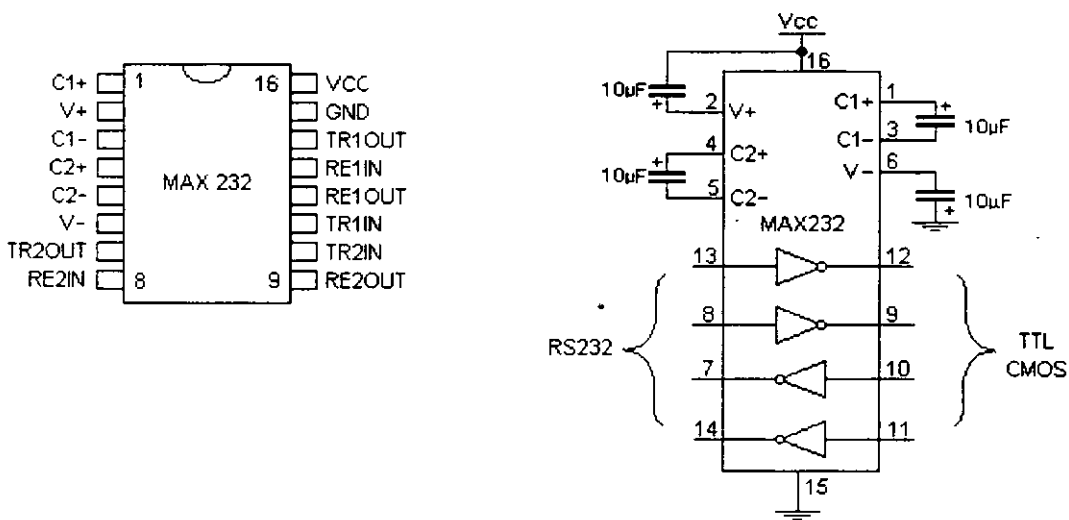 C1+
V+
C1-
C2+
C2-
V-
TR2OUT
RE2IN
1
16
MAX 232
8
9
VCC
GND
TR1OUT
RE1IN
RE1OUT
TR1IN
TR2IN
RE2OUT
Vcc
16
10µF
+
2
V+
C1+
1
+
10µF
C1-
3
4
C2+
+
10µF
5
C2-
V-
6
10µF
+
MAX232
13
12
8
9
7
10
14
11
15
RS232
TTL
CMOS